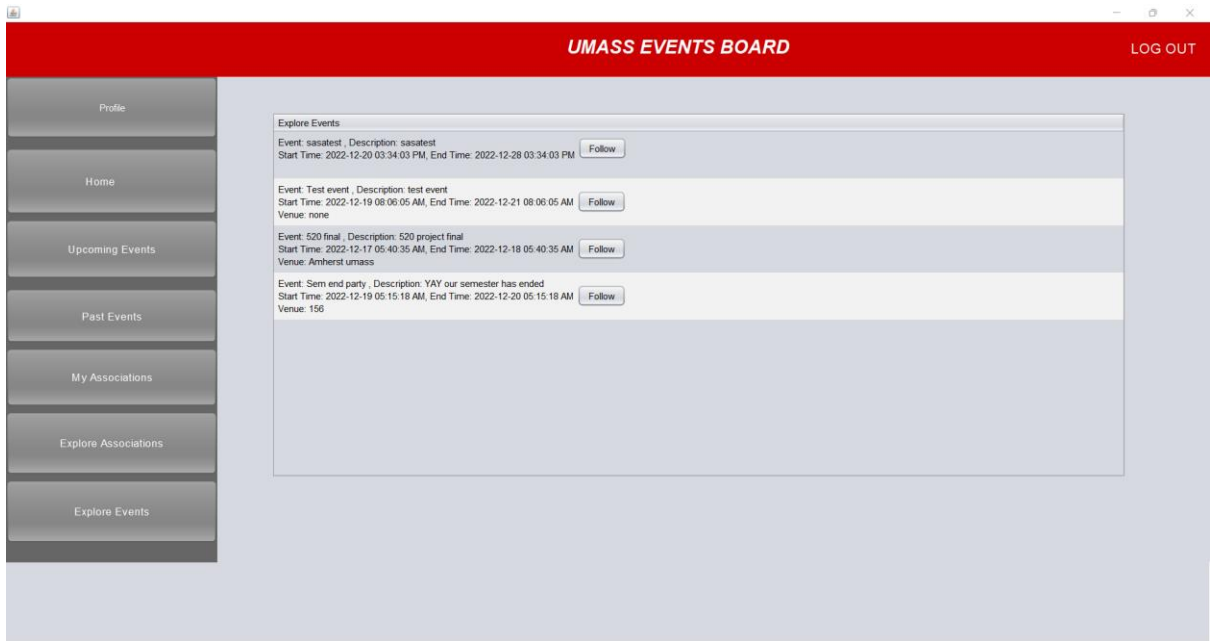 UMASS EVENTS BOARD
LOG OUT
Profile
Home
Upcoming Events
Past Events
My Associations
Explore Associations
Explore Events
Explore Events
Event: sasatest , Description: sasatest
Start Time: 2022-12-20 03:34:03 PM, End Time: 2022-12-28 03:34:03 PM
Follow
Event: Test event , Description: test event
Start Time: 2022-12-19 08:06:05 AM, End Time: 2022-12-21 08:06:05 AM
Follow
Venue: none
Event: 520 final , Description: 520 project final
Start Time: 2022-12-17 05:40:35 AM, End Time: 2022-12-18 05:40:35 AM
Follow
Venue: Amherst umass
Event: Sem end party , Description: YAY our semester has ended
Start Time: 2022-12-19 05:15:18 AM, End Time: 2022-12-20 05:15:18 AM
Follow
Venue: 156